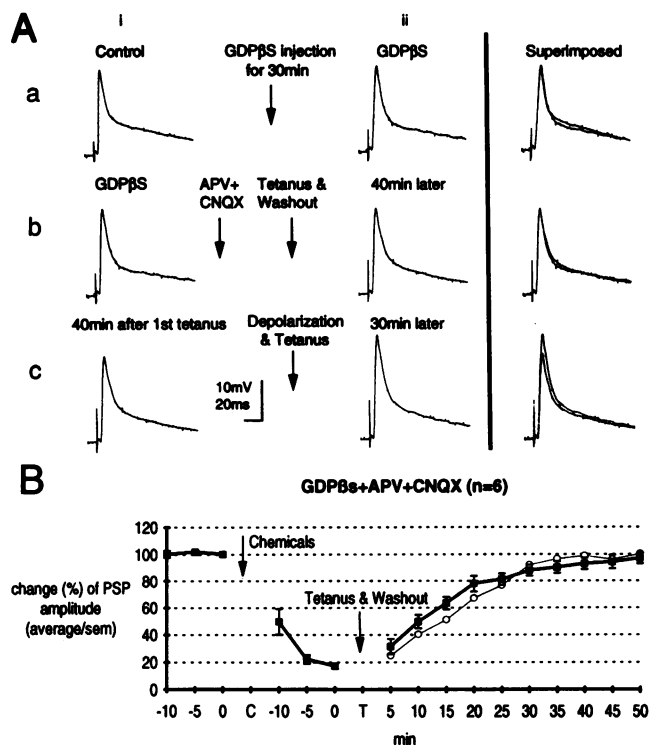 A
i
ii
Control
GDPβS injection
for 30min
GDPβS
Superimposed
a
GDPβS
APV+
CNQX
Tetanus &
Washout
40min later
b
40min after 1st tetanus
Depolarization
& Tetanus
30min later
c
10mV
20ms
B
GDPβs+APV+CNQX (n=6)
change (%) of PSP
amplitude
(average/sem)
120
100
80
60
40
20
0
Chemicals
Tetanus & Washout
-10 -5 0 C -10 -5 0 T 5 10 15 20 25 30 35 40 45 50
min